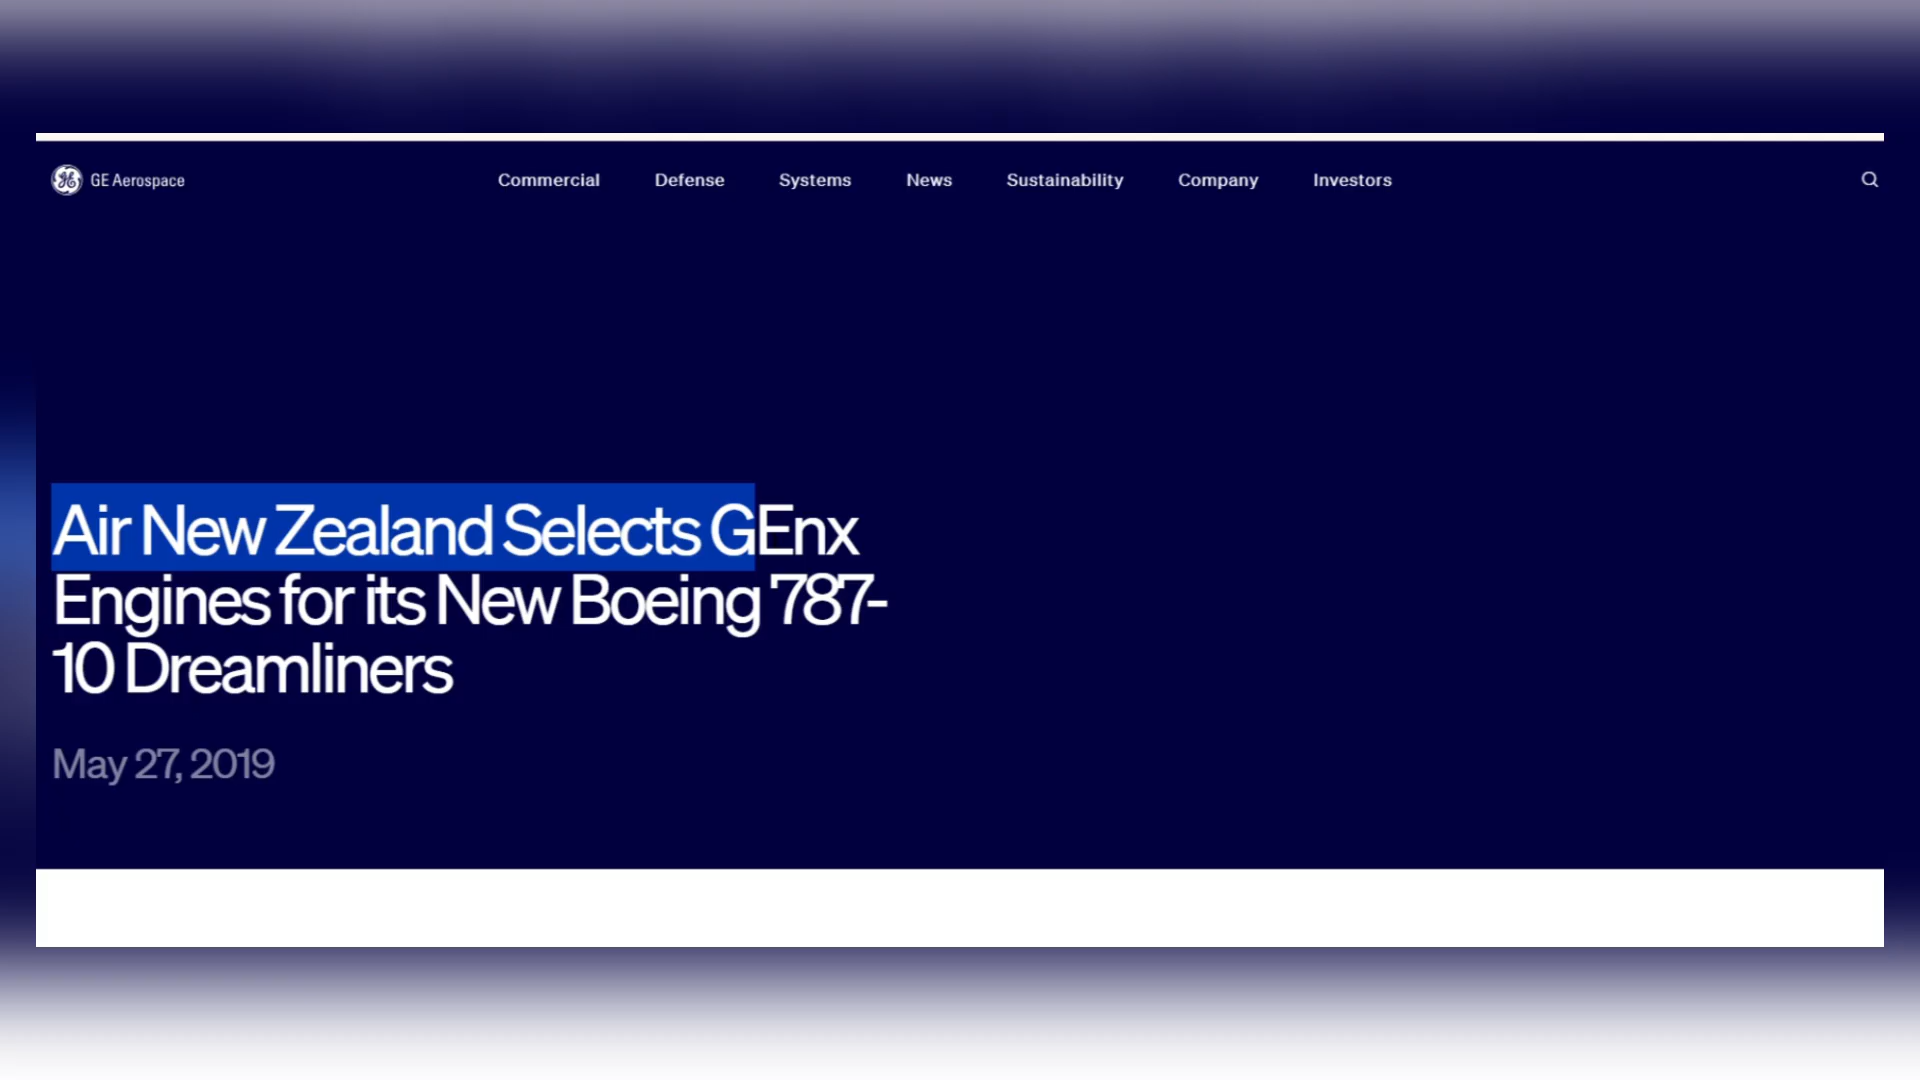 GE Aerospace
Commercial Defense Systems News Sustainability Company Investors
Air New Zealand Selects GEnx
Engines for its New Boeing 787-
10 Dreamliners
May 27, 2019